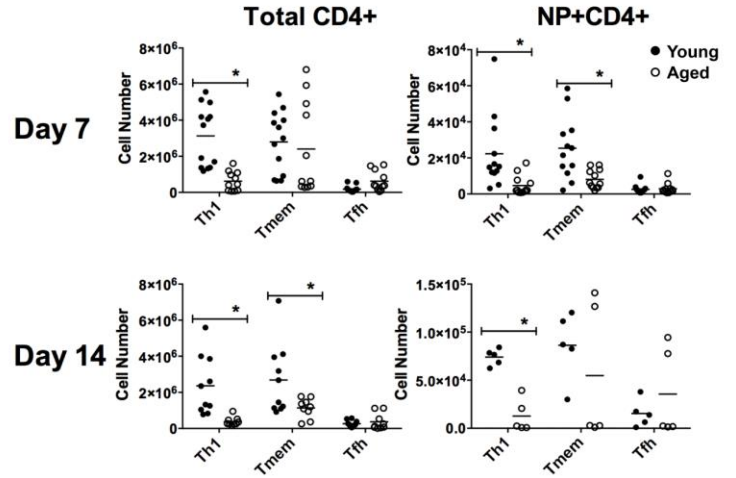 Total CD4+
NP+CD4+
● Young
○ Aged
Day 7
Cell Number
8×10⁶
6×10⁶
4×10⁶
2×10⁶
0
*
Th1
Tmem
Tfh
Cell Number
8×10⁴
6×10⁴
4×10⁴
2×10⁴
0
*
*
Th1
Tmem
Tfh
Day 14
Cell Number
8×10⁶
6×10⁶
4×10⁶
2×10⁶
0
*
*
Th1
Tmem
Tfh
Cell Number
1.5×10⁵
1.0×10⁵
5.0×10⁴
0.0
*
Th1
Tmem
Tfh